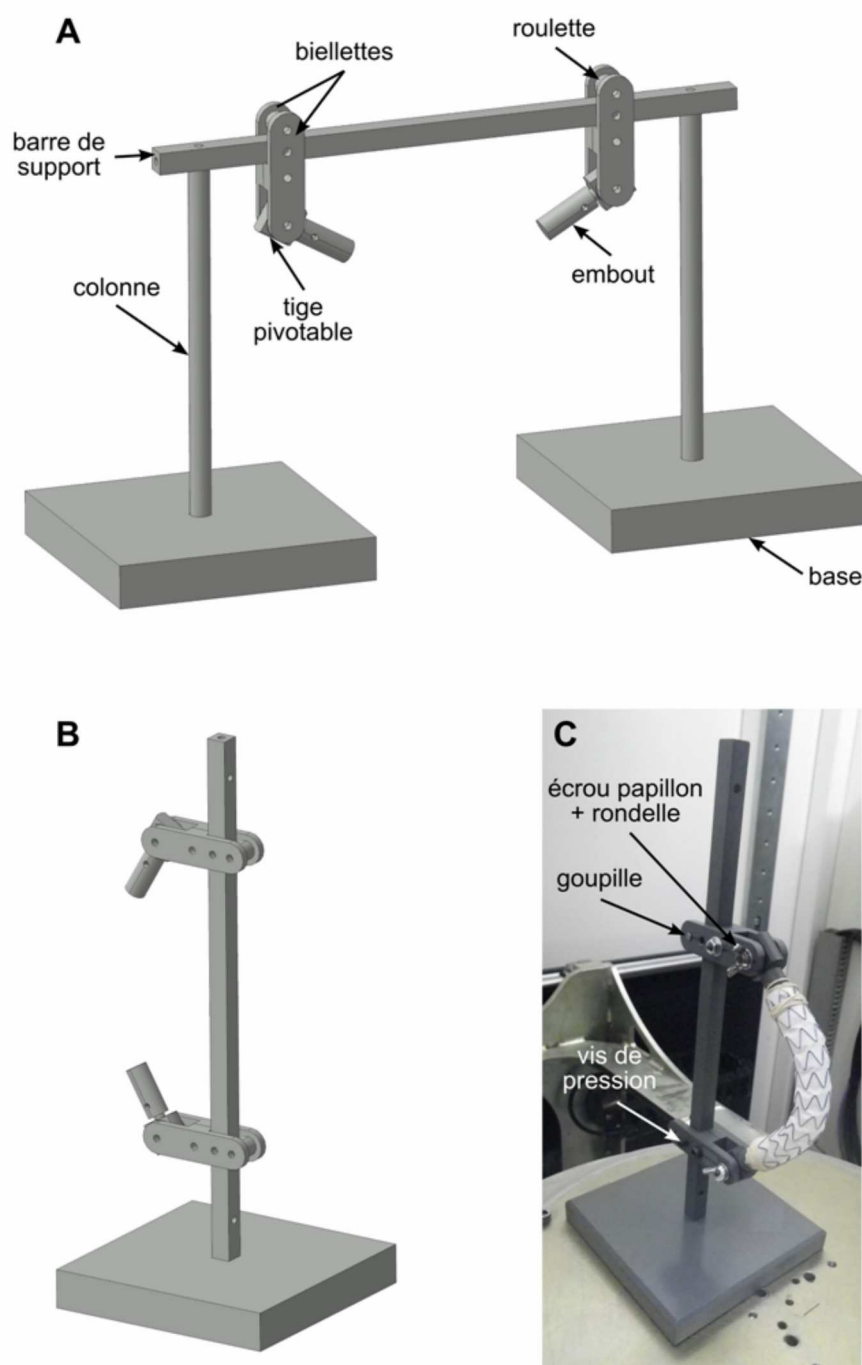 A
biellettes
roulette
barre de
support
colonne
tige
pivotable
embout
base
B
C
écrou papillon
+ rondelle
goupille
vis de
pression